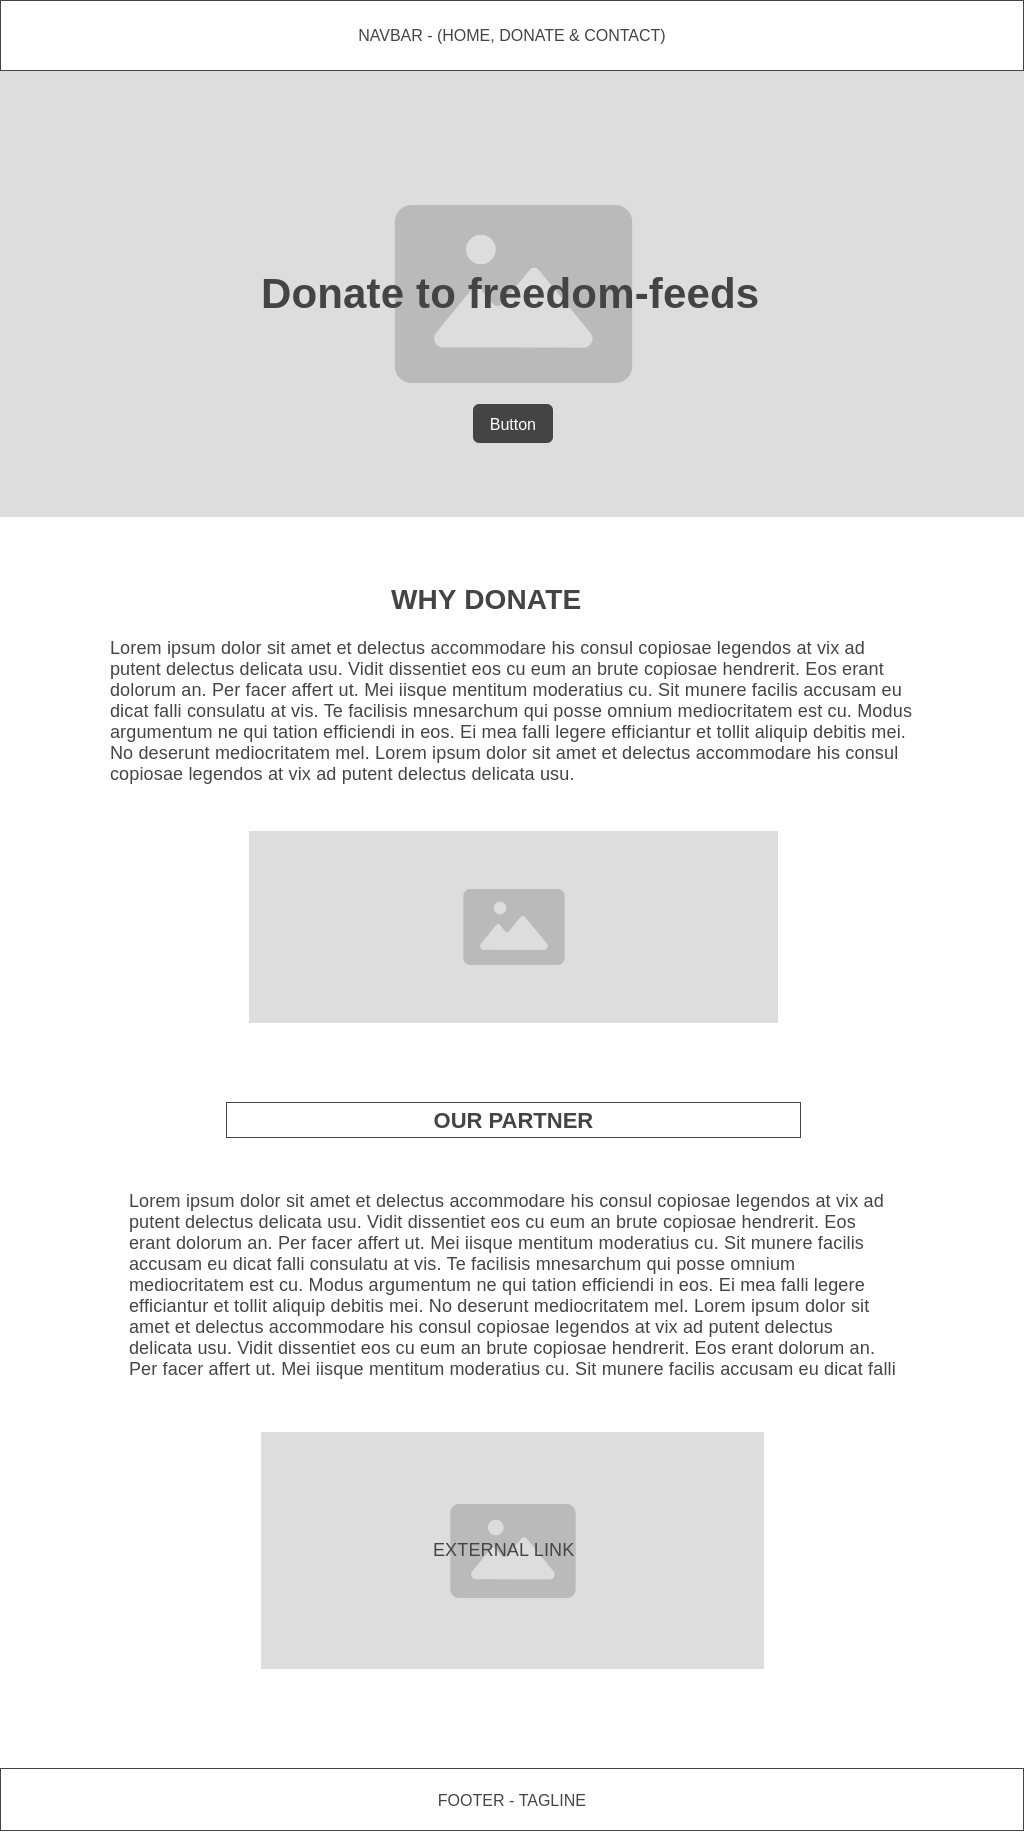 NAVBAR - (HOME, DONATE & CONTACT)
Donate to freedom-feeds
Button
WHY DONATE
Lorem ipsum dolor sit amet et delectus accommodare his consul copiosae legendos at vix ad
putent delectus delicata usu. Vidit dissentiet eos cu eum an brute copiosae hendrerit. Eos erant
dolorum an. Per facer affert ut. Mei iisque mentitum moderatius cu. Sit munere facilis accusam eu
dicat falli consulatu at vis. Te facilisis mnesarchum qui posse omnium mediocritatem est cu. Modus
argumentum ne qui tation efficiendi in eos. Ei mea falli legere efficiantur et tollit aliquip debitis mei.
No deserunt mediocritatem mel. Lorem ipsum dolor sit amet et delectus accommodare his consul
copiosae legendos at vix ad putent delectus delicata usu.
OUR PARTNER
Lorem ipsum dolor sit amet et delectus accommodare his consul copiosae legendos at vix ad
putent delectus delicata usu. Vidit dissentiet eos cu eum an brute copiosae hendrerit. Eos
erant dolorum an. Per facer affert ut. Mei iisque mentitum moderatius cu. Sit munere facilis
accusam eu dicat falli consulatu at vis. Te facilisis mnesarchum qui posse omnium
mediocritatem est cu. Modus argumentum ne qui tation efficiendi in eos. Ei mea falli legere
efficiantur et tollit aliquip debitis mei. No deserunt mediocritatem mel. Lorem ipsum dolor sit
amet et delectus accommodare his consul copiosae legendos at vix ad putent delectus
delicata usu. Vidit dissentiet eos cu eum an brute copiosae hendrerit. Eos erant dolorum an.
Per facer affert ut. Mei iisque mentitum moderatius cu. Sit munere facilis accusam eu dicat falli
EXTERNAL LINK
FOOTER - TAGLINE